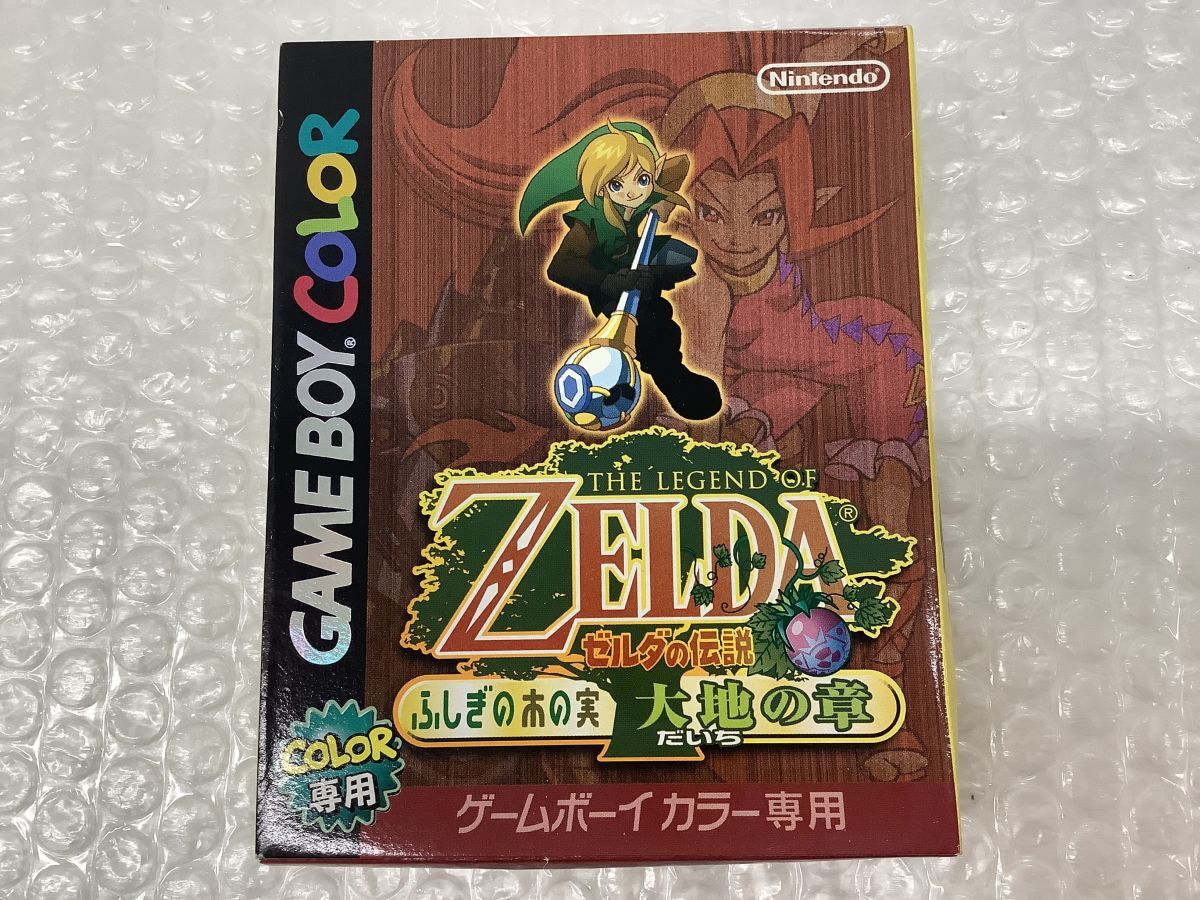 Nintendo®
GAME BOY® COLOR
THE LEGEND OF
ZELDA®
ゼルダの伝説
ふしぎの木の実 大地の章
だいち
COLOR
専用
ゲームボーイカラー専用